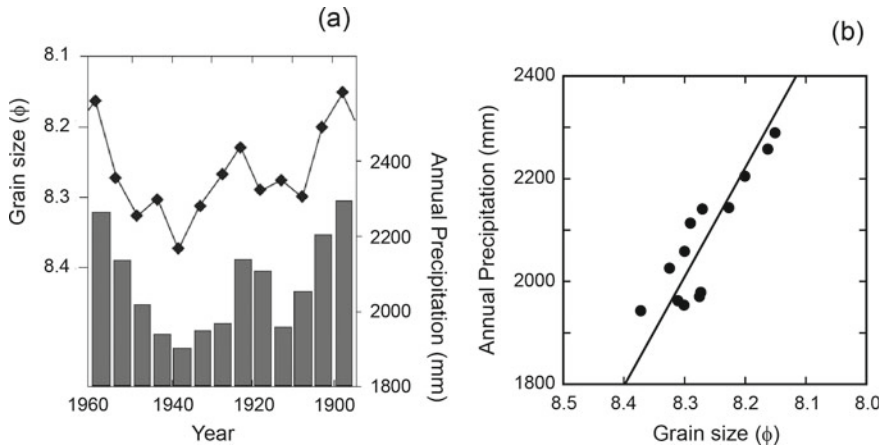 (a)
8.1
8.2
8.3
8.4
Grain size (ϕ)
2400
2200
2000
1800
Annual Precipitation (mm)
1960 1940 1920 1900
Year
(b)
2400
2200
2000
1800
Annual Precipitation (mm)
8.5 8.4 8.3 8.2 8.1 8.0
Grain size (ϕ)